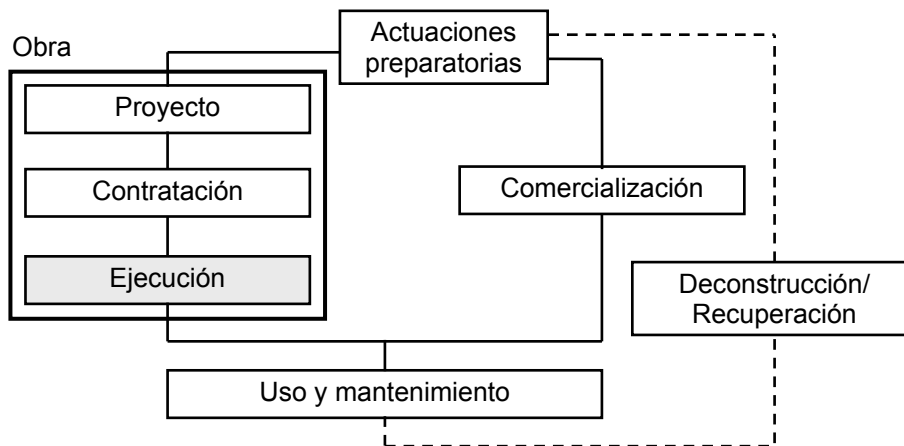 Actuaciones
preparatorias
Obra
Proyecto
Contratación
Comercialización
Ejecución
Deconstrucción/
Recuperación
Uso y mantenimiento